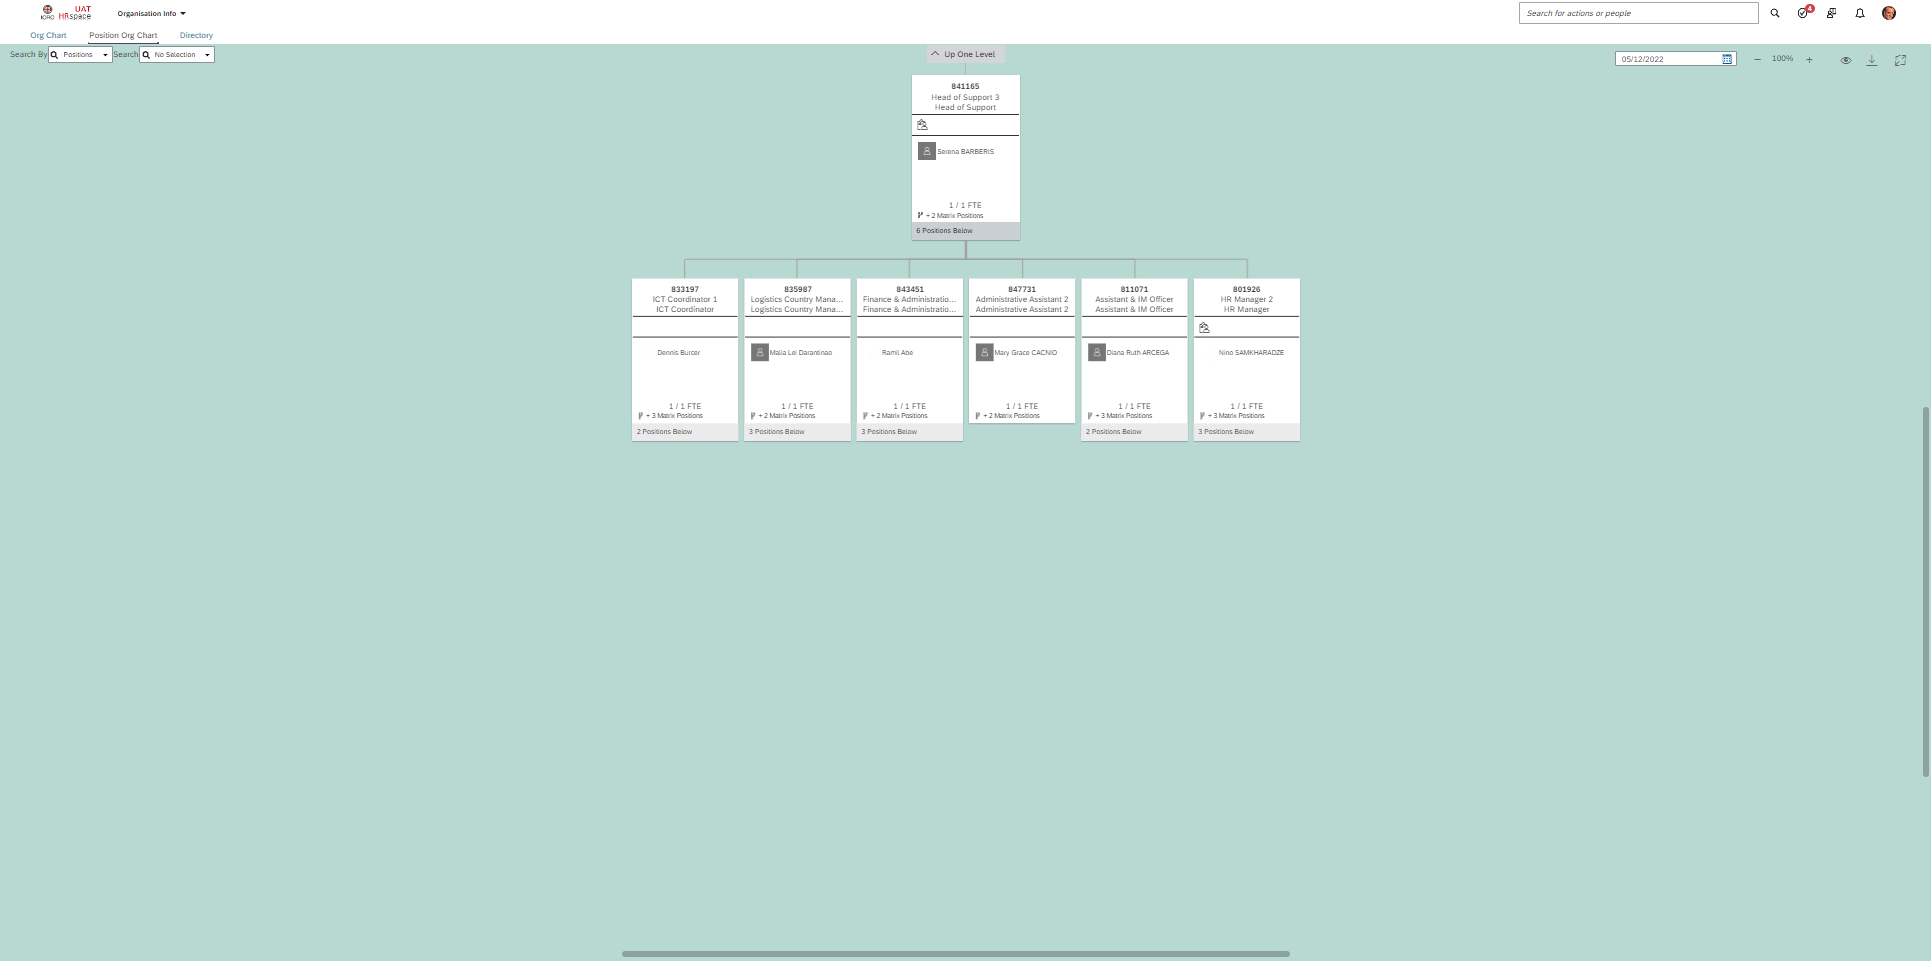 ICRC
UAT
HRspace
Organisation Info
Search for actions or people
4
Org Chart
Position Org Chart
Directory
Search By
Positions
Search
No Selection
Up One Level
05/12/2022
100%
841165
Head of Support 3
Head of Support
Serena BARBERIS
1 / 1 FTE
+ 2 Matrix Positions
6 Positions Below
833197
ICT Coordinator 1
ICT Coordinator
Dennis Burcer
1 / 1 FTE
+ 3 Matrix Positions
2 Positions Below
835987
Logistics Country Mana...
Logistics Country Mana...
Malia Lei Darantinao
1 / 1 FTE
+ 2 Matrix Positions
3 Positions Below
843451
Finance & Administratio...
Finance & Administratio...
Ramil Abe
1 / 1 FTE
+ 2 Matrix Positions
3 Positions Below
847731
Administrative Assistant 2
Administrative Assistant 2
Mary Grace CACNIO
1 / 1 FTE
+ 2 Matrix Positions
811071
Assistant & IM Officer
Assistant & IM Officer
Diana Ruth ARCEGA
1 / 1 FTE
+ 3 Matrix Positions
2 Positions Below
801926
HR Manager 2
HR Manager
Nino SAMKHARADZE
1 / 1 FTE
+ 3 Matrix Positions
3 Positions Below